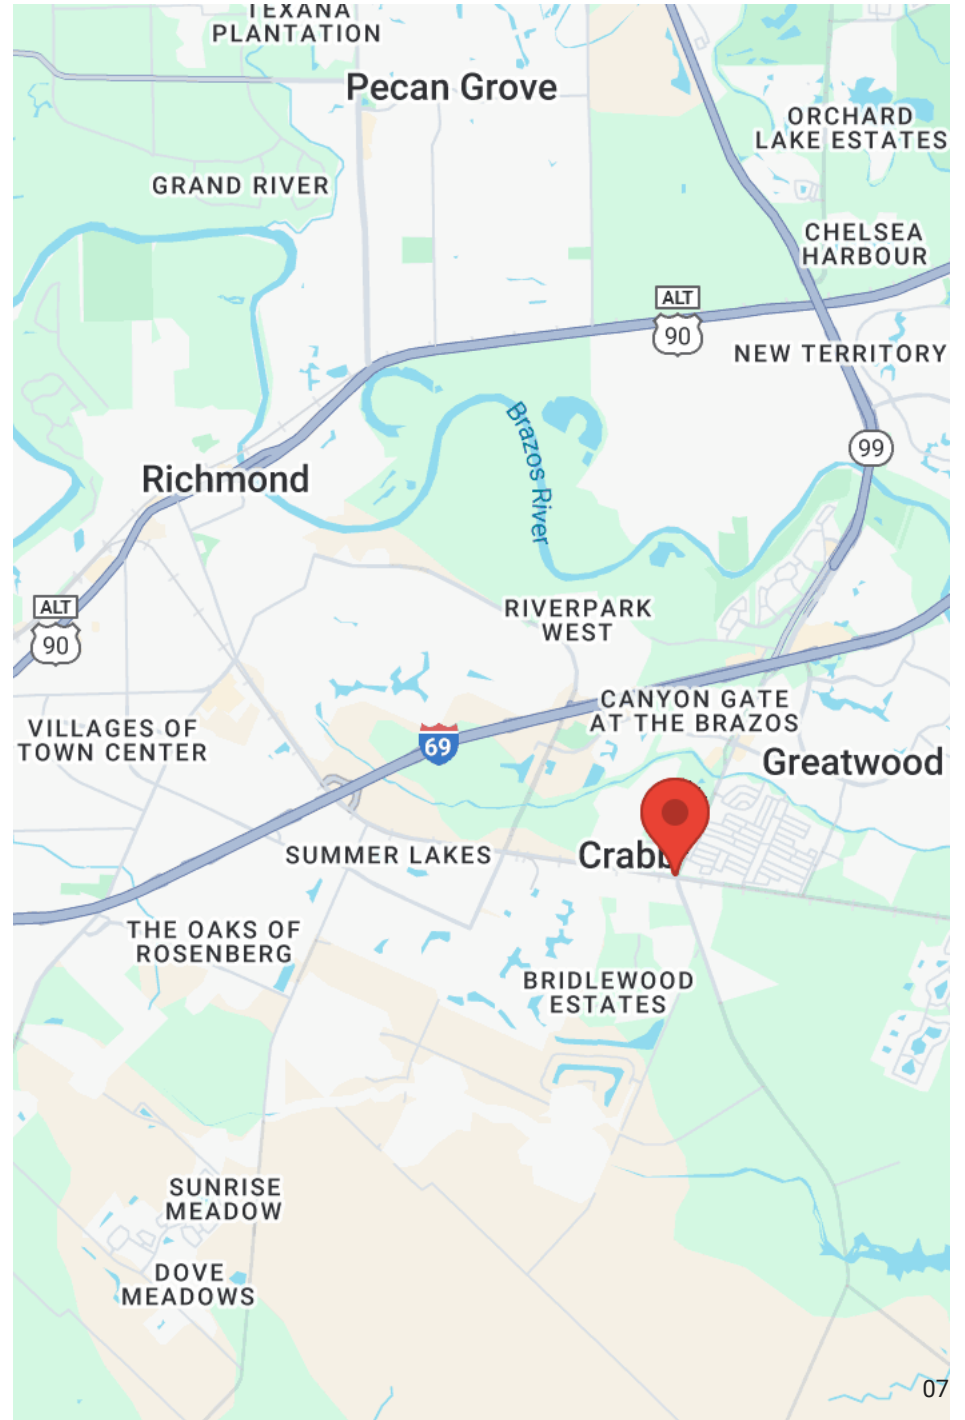 TEXANA
PLANTATION
Pecan Grove
ORCHARD
LAKE ESTATES
GRAND RIVER
CHELSEA
HARBOUR
ALT
90
NEW TERRITORY
Brazos River
99
Richmond
ALT
90
RIVERPARK
WEST
CANYON GATE
AT THE BRAZOS
VILLAGES OF
TOWN CENTER
69
Greatwood
SUMMER LAKES
Crabb
THE OAKS OF
ROSENBERG
BRIDLEWOOD
ESTATES
SUNRISE
MEADOW
DOVE
MEADOWS
07